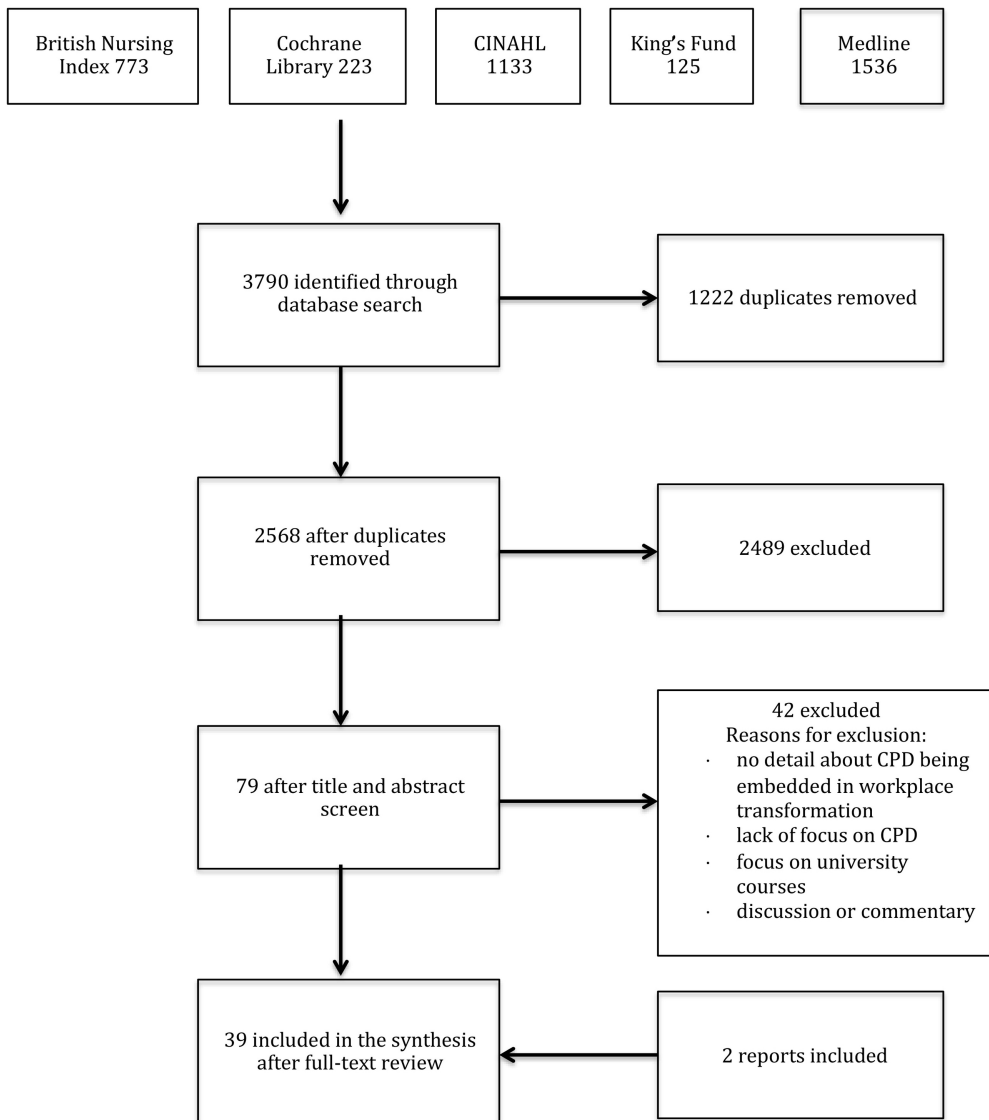 British Nursing
Index 773
Cochrane
Library 223
CINAHL
1133
King's Fund
125
Medline
1536
3790 identified through
database search
1222 duplicates removed
2568 after duplicates
removed
2489 excluded
79 after title and abstract
screen
42 excluded
Reasons for exclusion:
· no detail about CPD being
embedded in workplace
transformation
· lack of focus on CPD
· focus on university
courses
· discussion or commentary
39 included in the synthesis
after full-text review
2 reports included